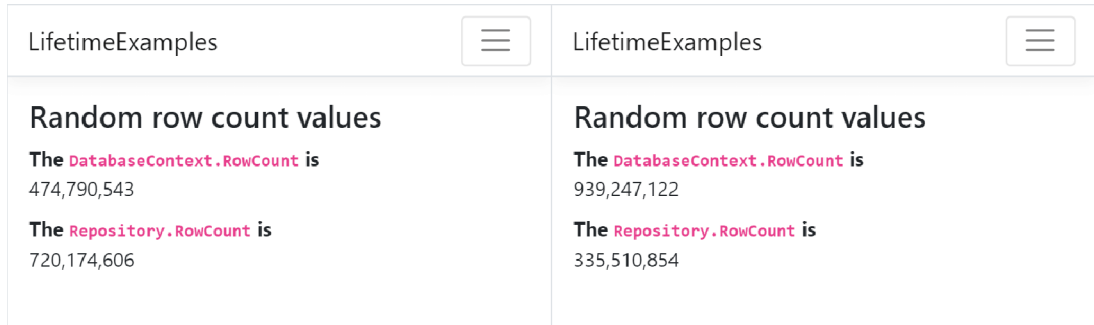 LifetimeExamples
Random row count values
The DatabaseContext.RowCount is
474,790,543
The Repository.RowCount is
720,174,606
LifetimeExamples
Random row count values
The DatabaseContext.RowCount is
939,247,122
The Repository.RowCount is
335,510,854